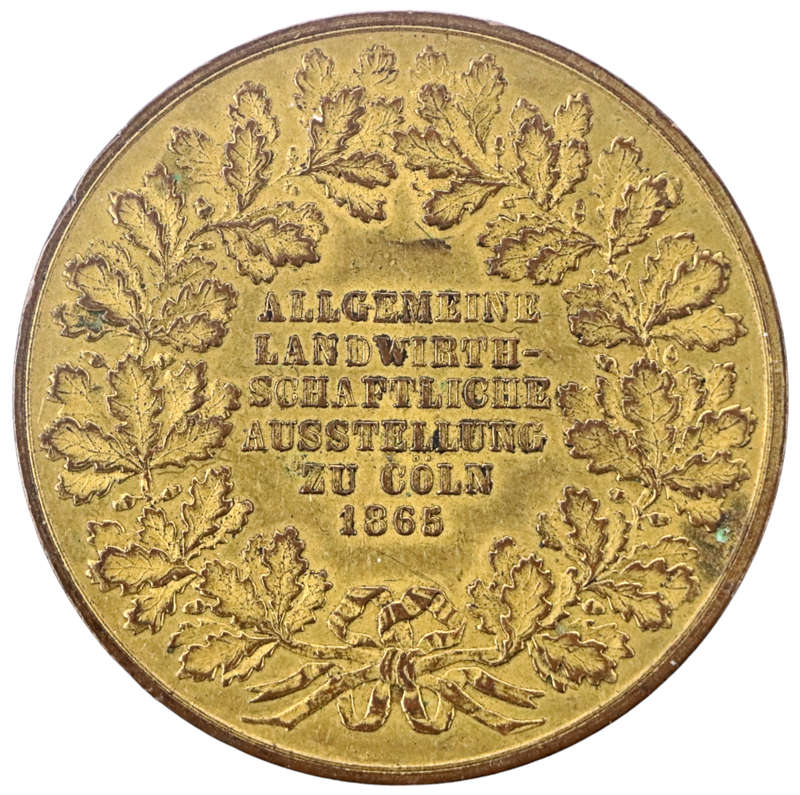 ALLGEMEINE
LANDWIRTH-
SCHAFTLICHE
AUSSTELLUNG
ZU CÖLN
1865